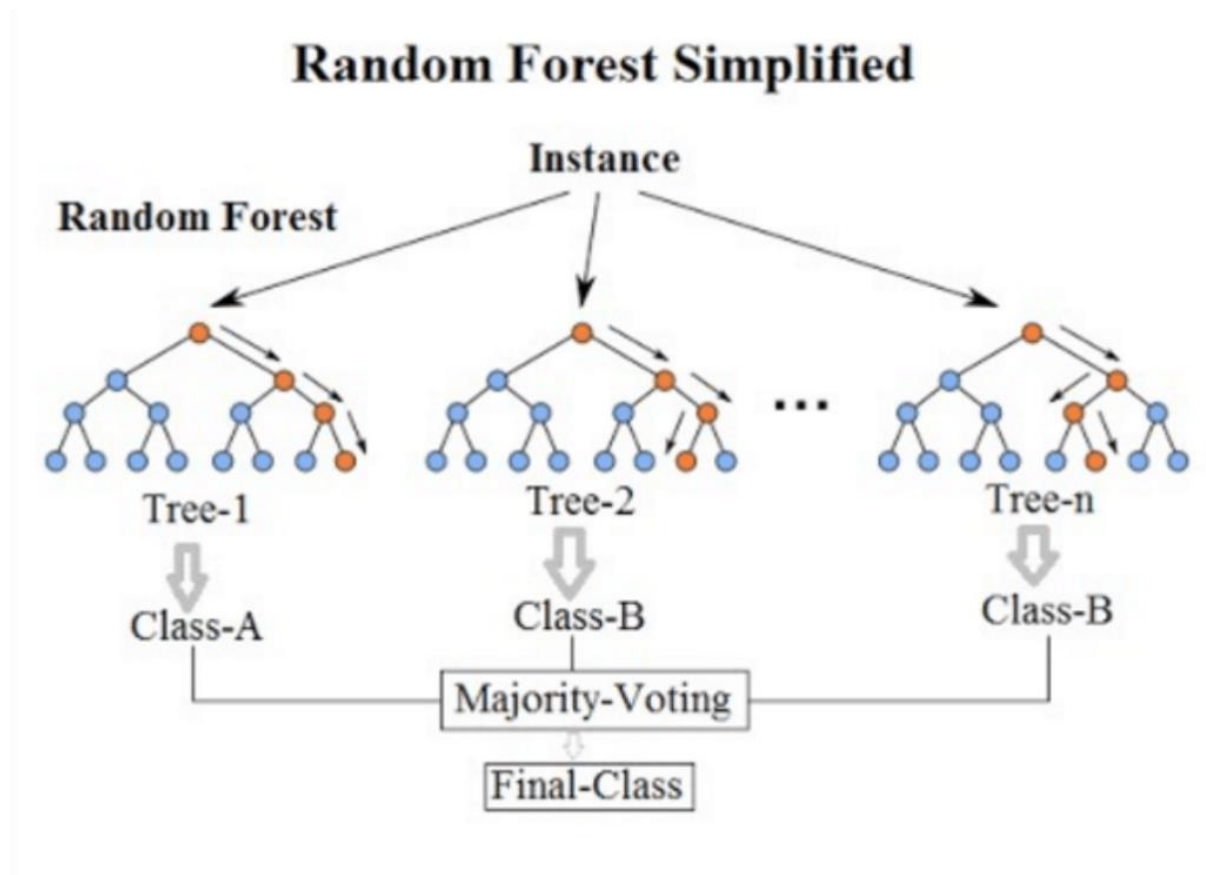 Random Forest Simplified
Instance
Random Forest
...
Tree-1
Tree-2
Tree-n
Class-A
Class-B
Class-B
Majority-Voting
Final-Class